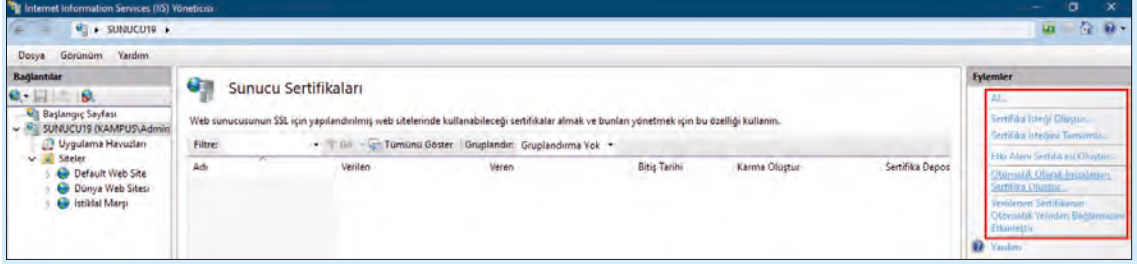 Internet Information Services (IIS) Yöneticisi
SUNUCU19
Dosya Görünüm Yardım
Bağlantılar
Başlangıç Sayfası
SUNUCU19 (KAMPUS\Admin
Uygulama Havuzları
Siteler
Default Web Site
Dünya Web Sitesi
İstiklal Marşı
Sunucu Sertifikaları
Web sunucusunun SSL için yapılandırılmış web sitelerinde kullanabileceği sertifikalar almak ve bunları yönetmek için bu özelliği kullanın.
Filtre: Git Tümünü Göster Gruplandır: Gruplandırma Yok
Adı Verilen Veren Bitiş Tarihi Karma Oluştur Sertifika Depos
Eylemler
Al...
Sertifika İsteği Oluştur...
Sertifika İsteğini Tamamla...
Etki Alanı Sertifikası Oluştur...
Otomatik Olarak İmzalanan
Sertifika Oluştur...
Yenilenen Sertifikanın
Otomatik Yeniden Bağlamasını
Etkinleştir
Yardım